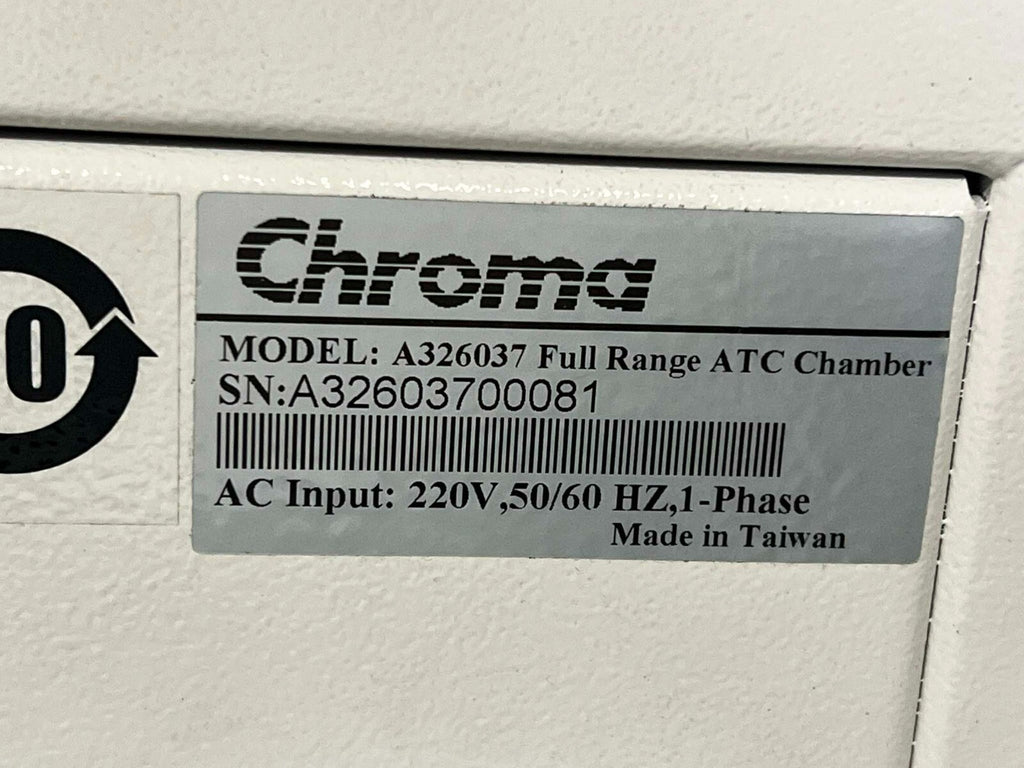 Chroma
MODEL: A326037 Full Range ATC Chamber
SN:A32603700081
AC Input: 220V,50/60 HZ,1-Phase
Made in Taiwan
0